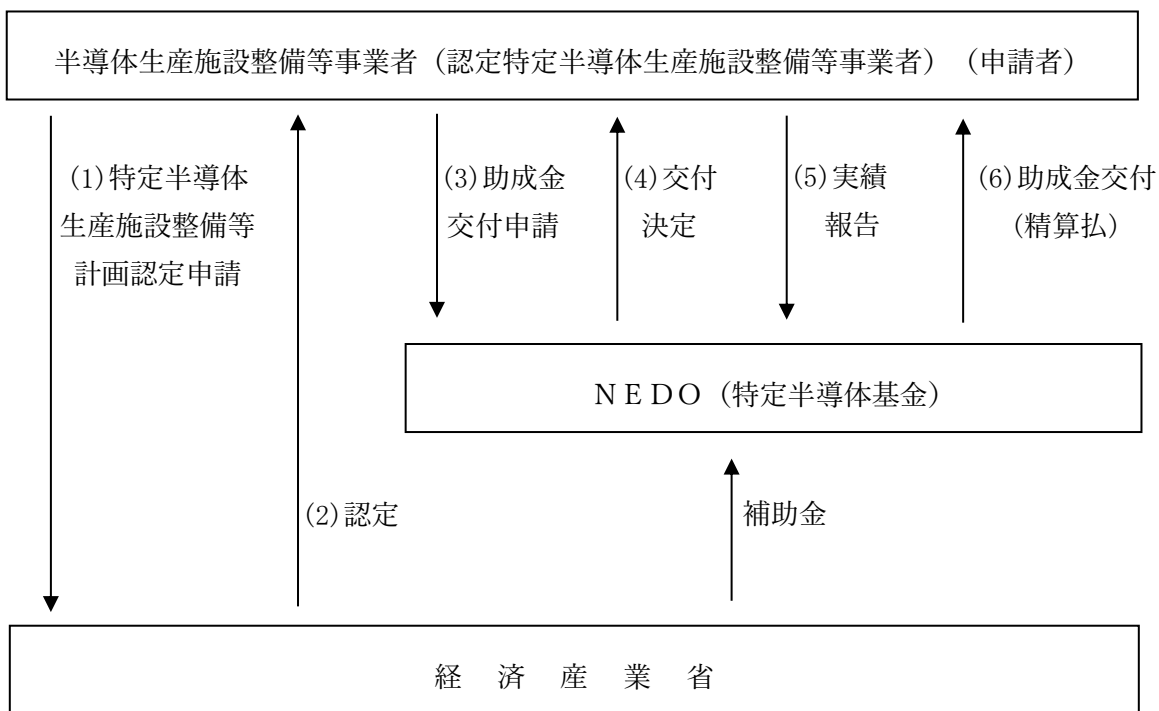 半導体生産施設整備等事業者（認定特定半導体生産施設整備等事業者）（申請者）
(1)特定半導体
生産施設整備等
計画認定申請
(3)助成金
交付申請
(4)交付
決定
(5)実績
報告
(6)助成金交付
（精算払）
ＮＥＤＯ（特定半導体基金）
(2)認定
補助金
経　済　産　業　省